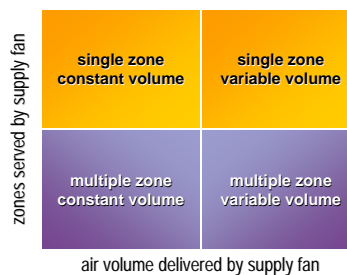 zones served by supply fan
single zone
constant volume
single zone
variable volume
multiple zone
constant volume
multiple zone
variable volume
air volume delivered by supply fan